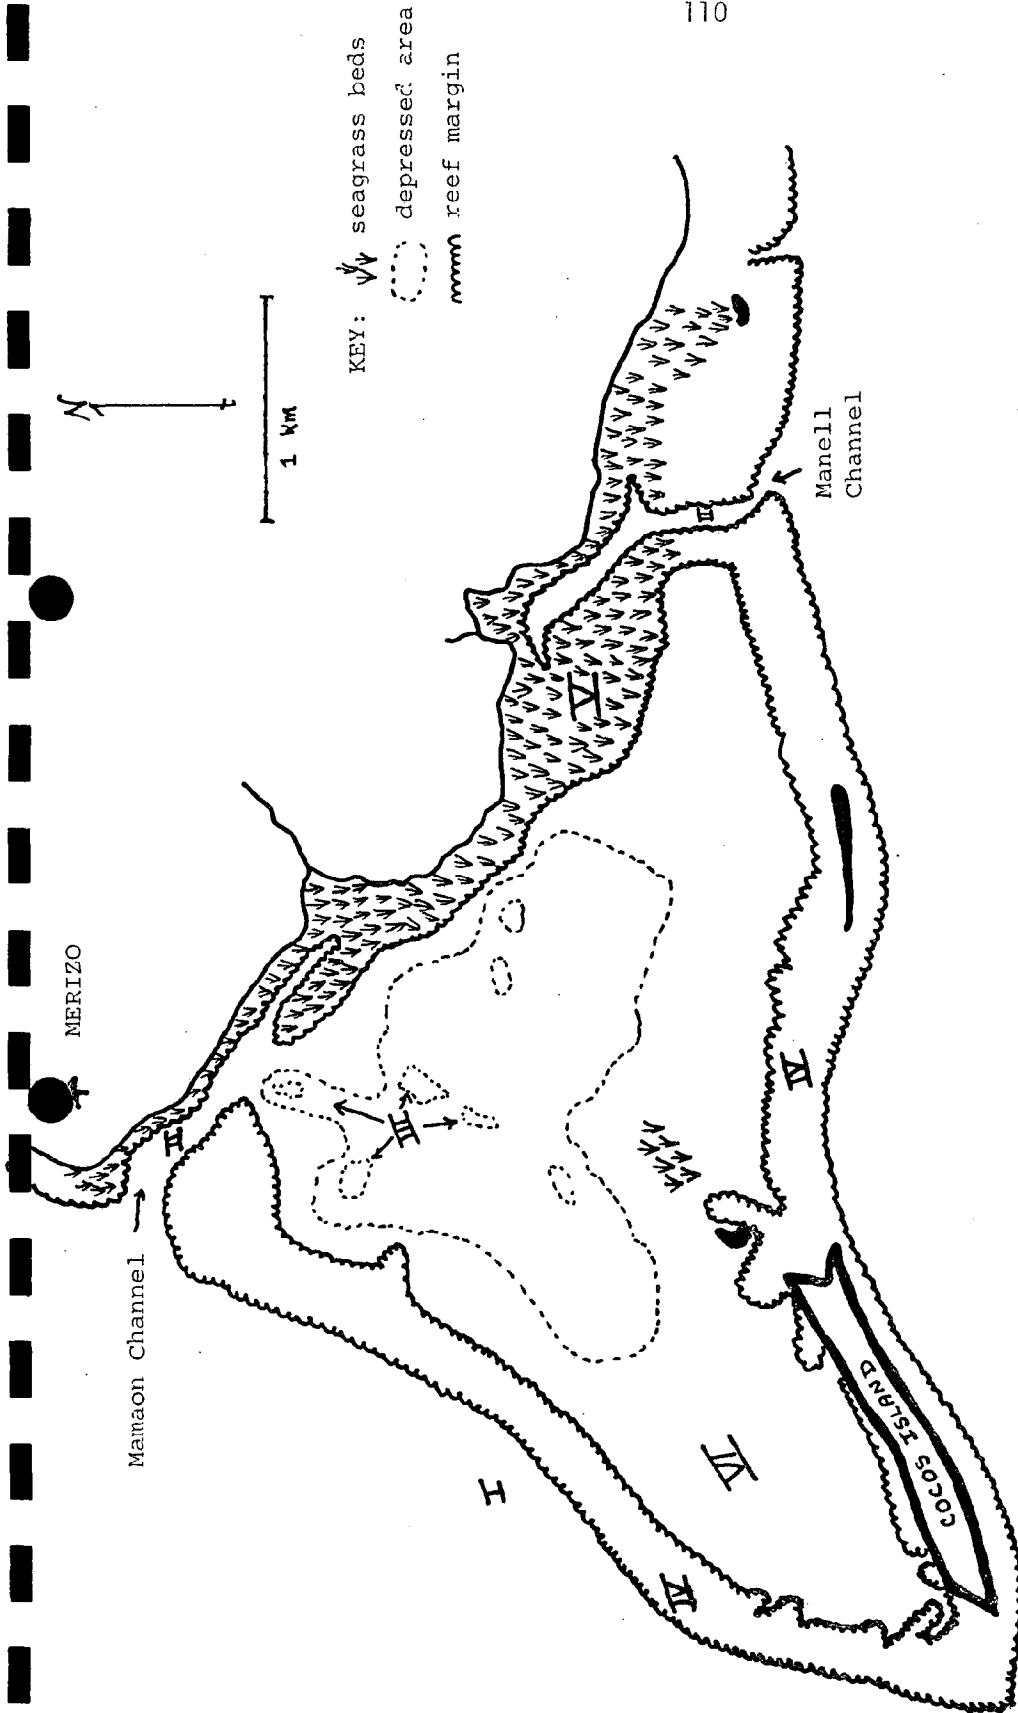 110
KEY: seagrass beds
depressed area
reef margin
N
1 km
MERIZO
Mamaon Channel
Manell
Channel
I
II
II
III
IV
IV
V
VI
COCOS ISLAND